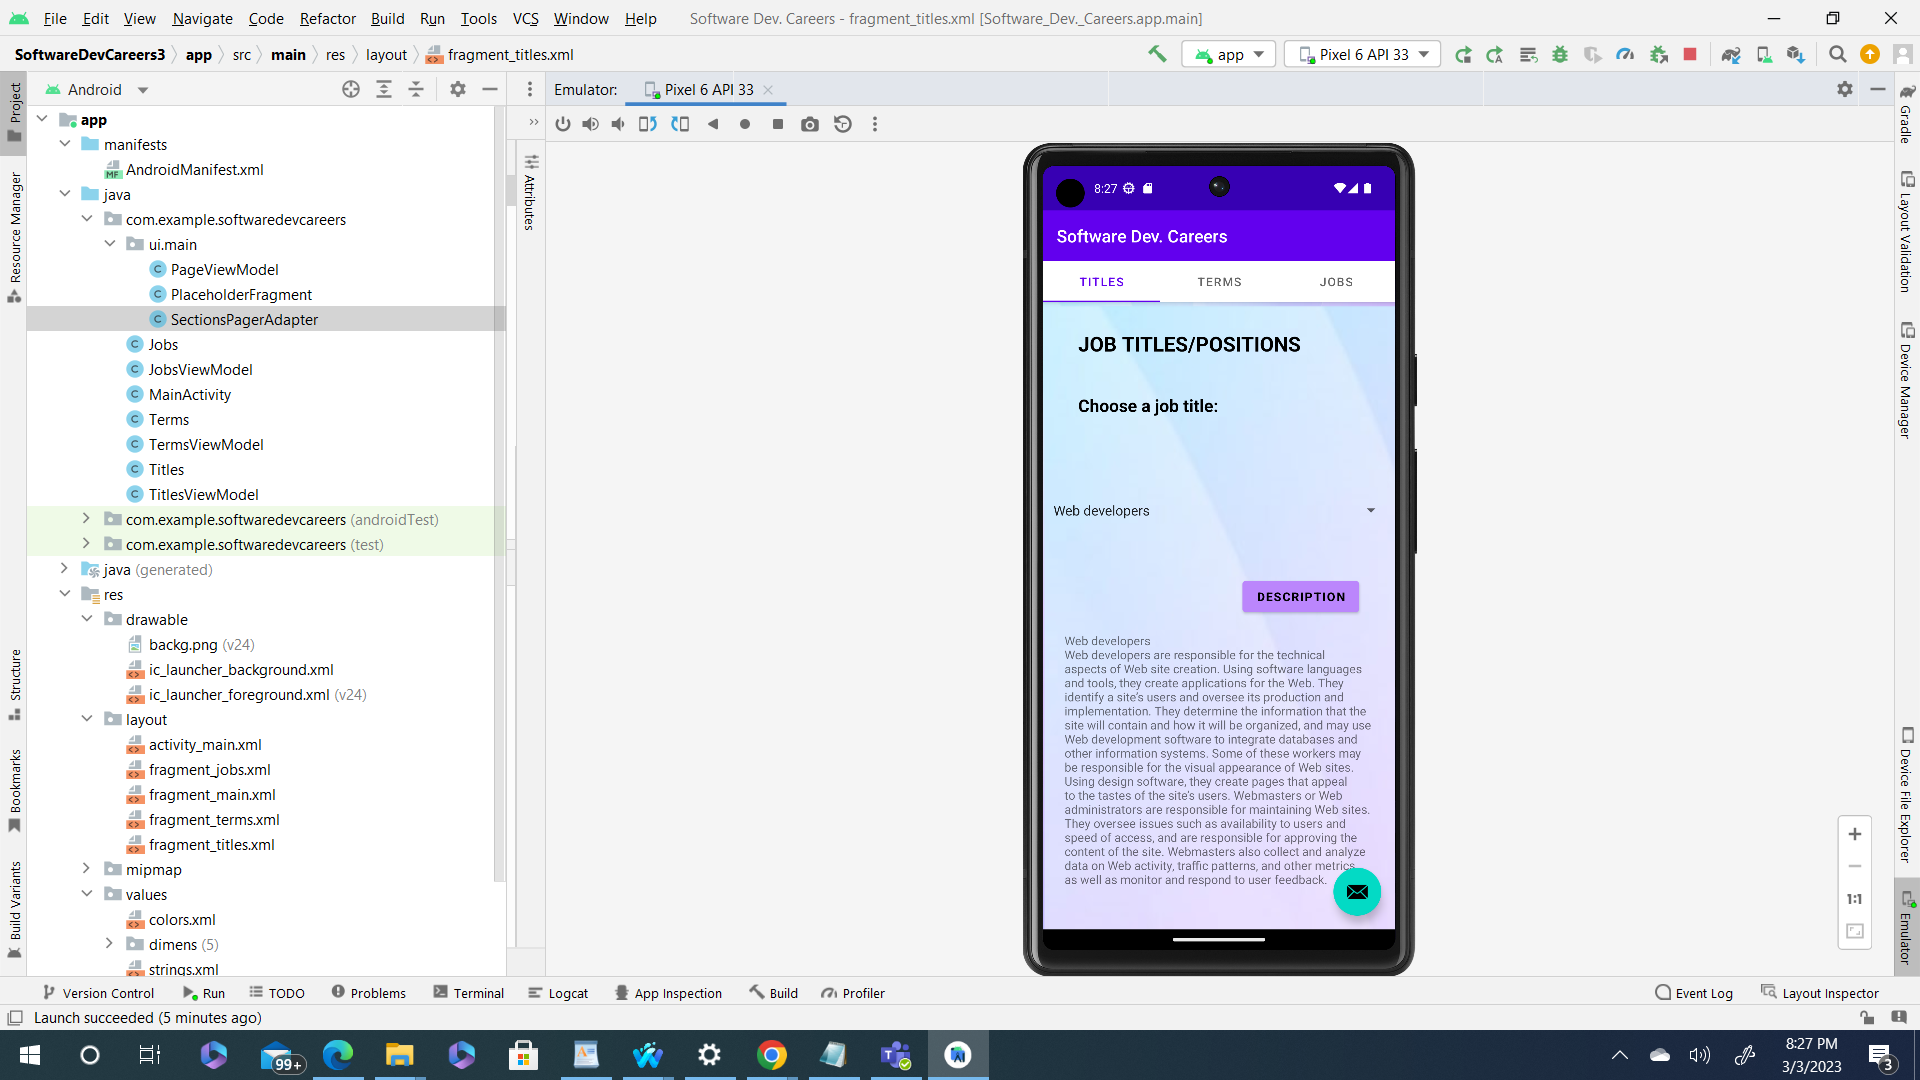 File Edit View Navigate Code Refactor Build Run Tools VCS Window Help Software Dev. Careers - fragment_titles.xml [Software_Dev._Careers.app.main]
SoftwareDevCareers3 app src main res layout fragment_titles.xml app Pixel 6 API 33
Android
Emulator: Pixel 6 API 33
Project
Resource Manager
Structure
Bookmarks
Build Variants
app
manifests
AndroidManifest.xml
java
com.example.softwaredevcareers
ui.main
PageViewModel
PlaceholderFragment
SectionsPagerAdapter
Jobs
JobsViewModel
MainActivity
Terms
TermsViewModel
Titles
TitlesViewModel
com.example.softwaredevcareers (androidTest)
com.example.softwaredevcareers (test)
java (generated)
res
drawable
backg.png (v24)
ic_launcher_background.xml
ic_launcher_foreground.xml (v24)
layout
activity_main.xml
fragment_jobs.xml
fragment_main.xml
fragment_terms.xml
fragment_titles.xml
mipmap
values
colors.xml
dimens (5)
strings.xml
Attributes
8:27
Software Dev. Careers
TITLES TERMS JOBS
JOB TITLES/POSITIONS
Choose a job title:
Web developers
DESCRIPTION
Web developers
Web developers are responsible for the technical
aspects of Web site creation. Using software languages
and tools, they create applications for the Web. They
identify a site's users and oversee its production and
implementation. They determine the information that the
site will contain and how it will be organized, and may use
Web development software to integrate databases and
other information systems. Some of these workers may
be responsible for the visual appearance of Web sites.
Using design software, they create pages that appeal
to the tastes of the site's users. Webmasters or Web
administrators are responsible for maintaining Web sites.
They oversee issues such as availability to users and
speed of access, and are responsible for approving the
content of the site. Webmasters also collect and analyze
data on Web activity, traffic patterns, and other metrics,
as well as monitor and respond to user feedback.
1:1
Gradle
Layout Validation
Device Manager
Device File Explorer
Emulator
Version Control Run TODO Problems Terminal Logcat App Inspection Build Profiler Event Log Layout Inspector
Launch succeeded (5 minutes ago)
99+
8:27 PM
3/3/2023
3